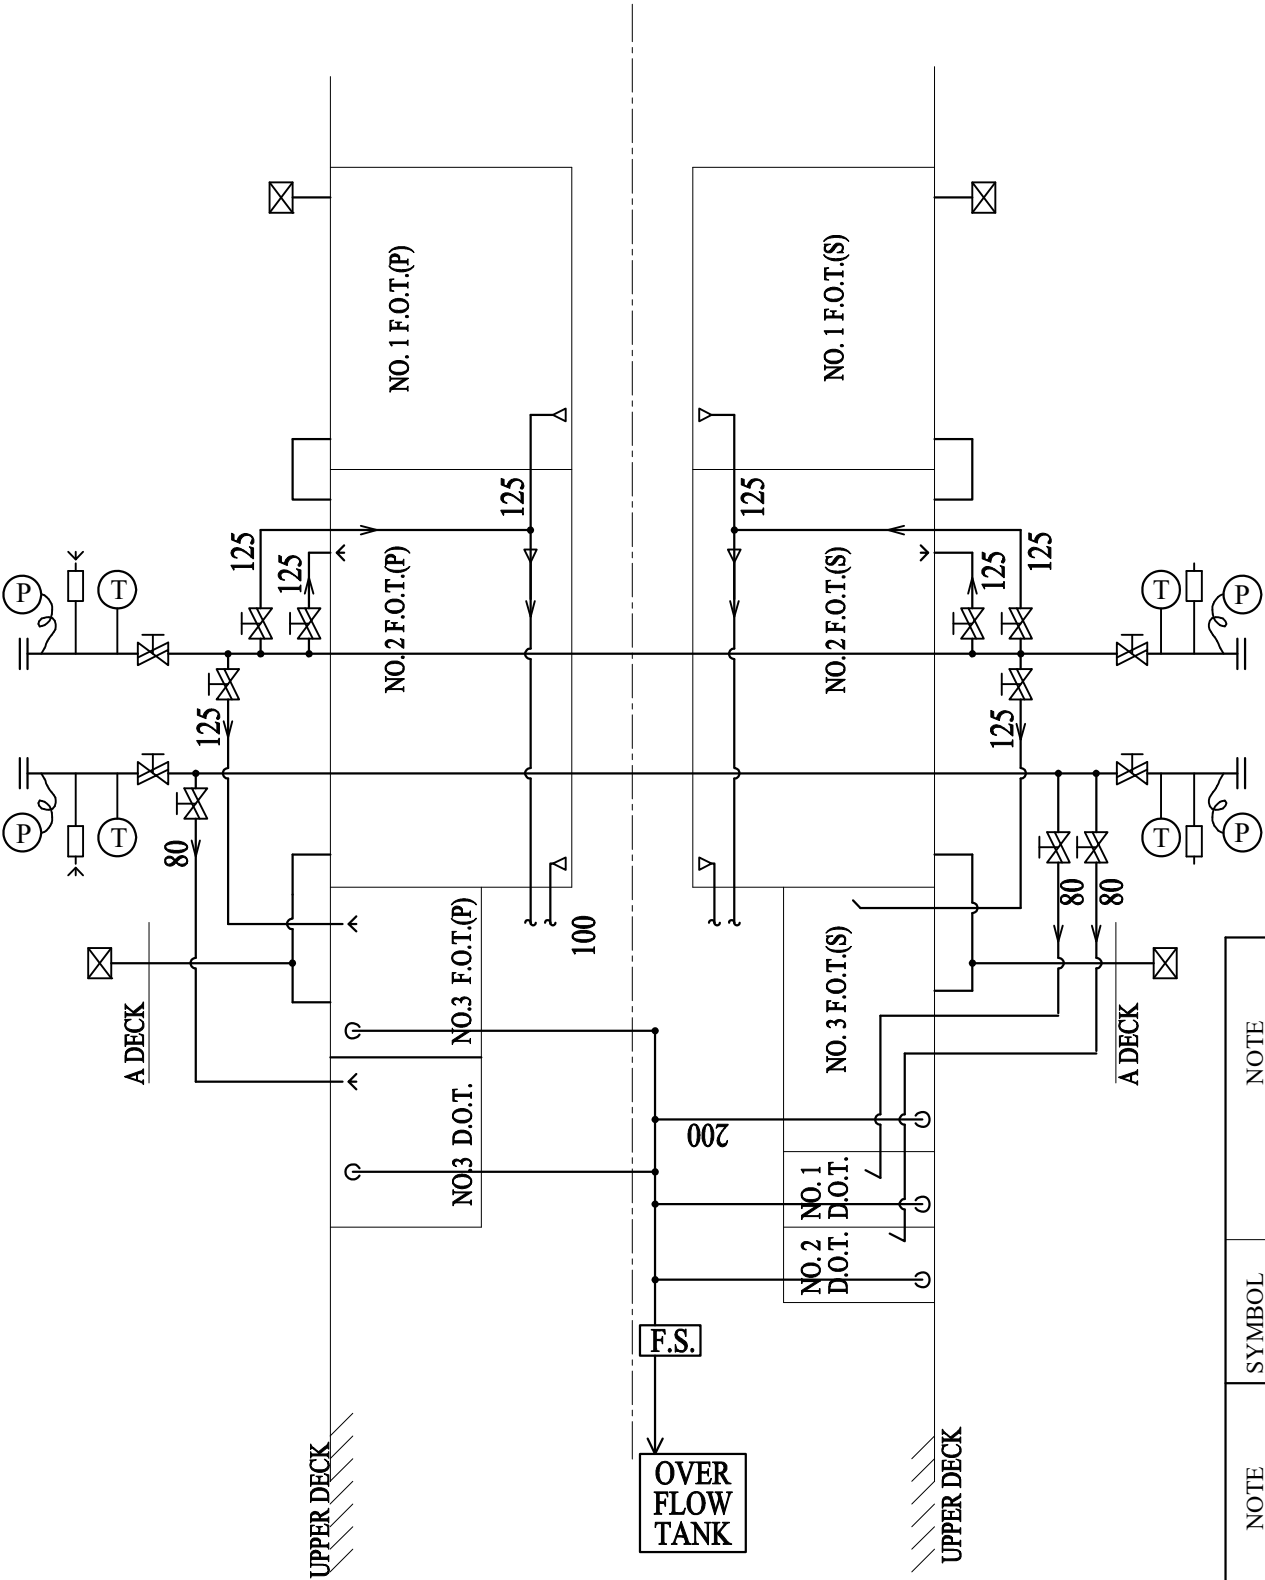 NO. 1 F.O.T.(P)
NO. 1 F.O.T.(S)
125
125
125
125
125
125
NO. 2 F.O.T.(P)
NO. 2 F.O.T.(S)
P
T
T
P
125
125
P
T
T
P
80
80
80
100
NO.3 F.O.T.(P)
NO. 3 F.O.T.(S)
A DECK
A DECK
NO.3 D.O.T.
200
NO. 1
D.O.T.
NO. 2
D.O.T.
F.S.
OVER
FLOW
TANK
UPPER DECK
UPPER DECK
NOTE
SYMBOL
NOTE